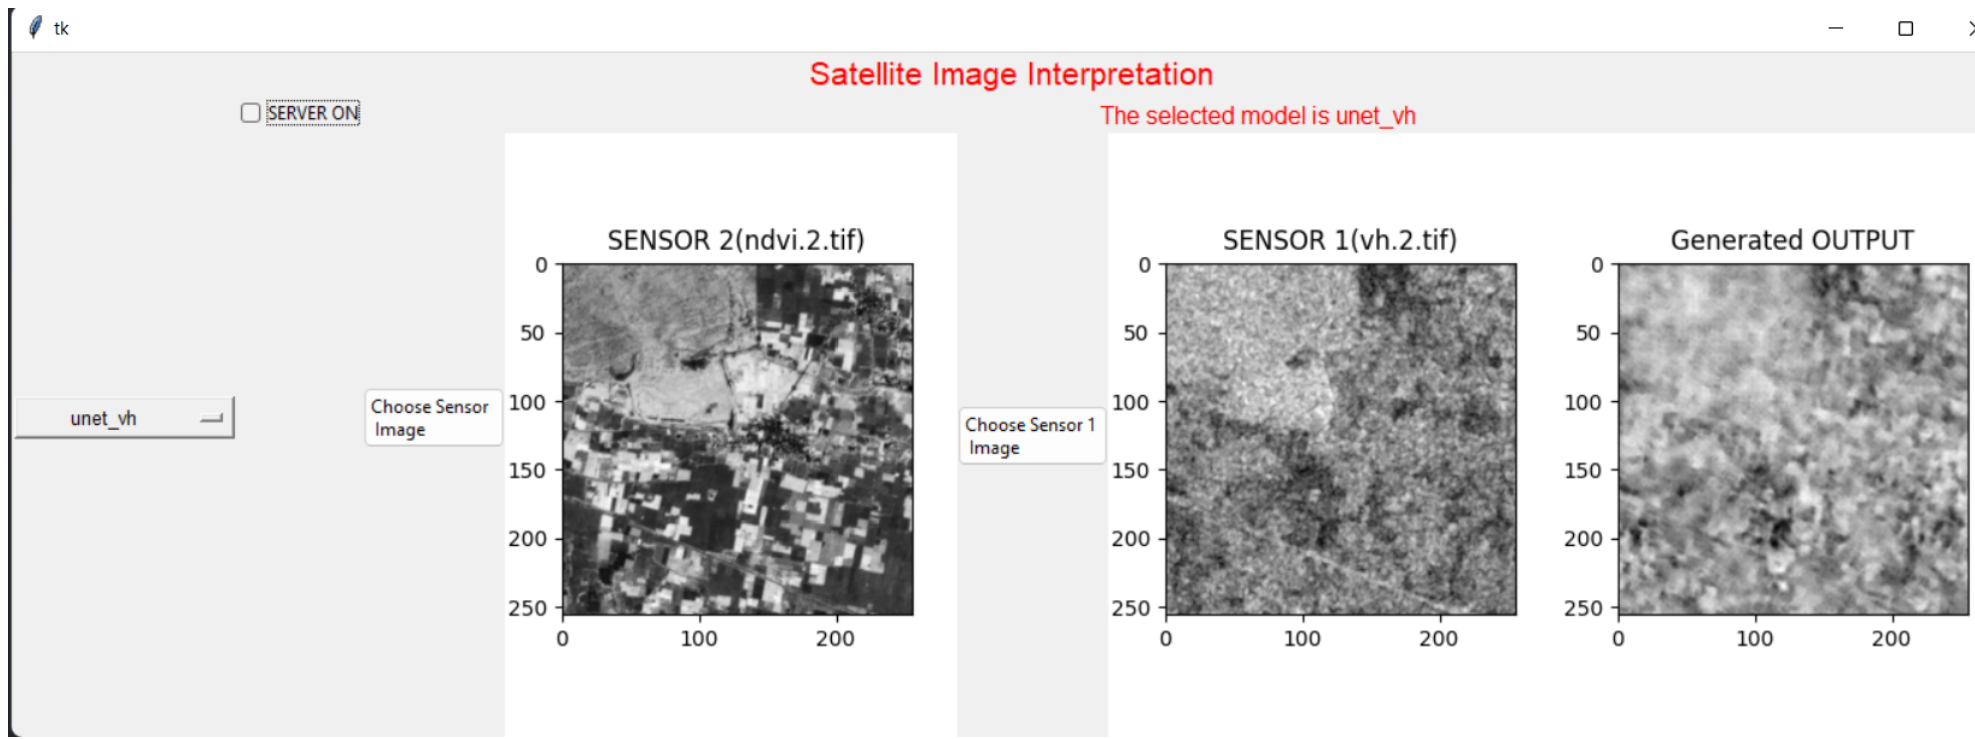 tk
Satellite Image Interpretation
SERVER ON
The selected model is unet_vh
unet_vh
Choose Sensor
Image
SENSOR 2(ndvi.2.tif)
0
50
100
150
200
250
0 100 200
Choose Sensor 1
Image
SENSOR 1(vh.2.tif)
0
50
100
150
200
250
0 100 200
Generated OUTPUT
0
50
100
150
200
250
0 100 200